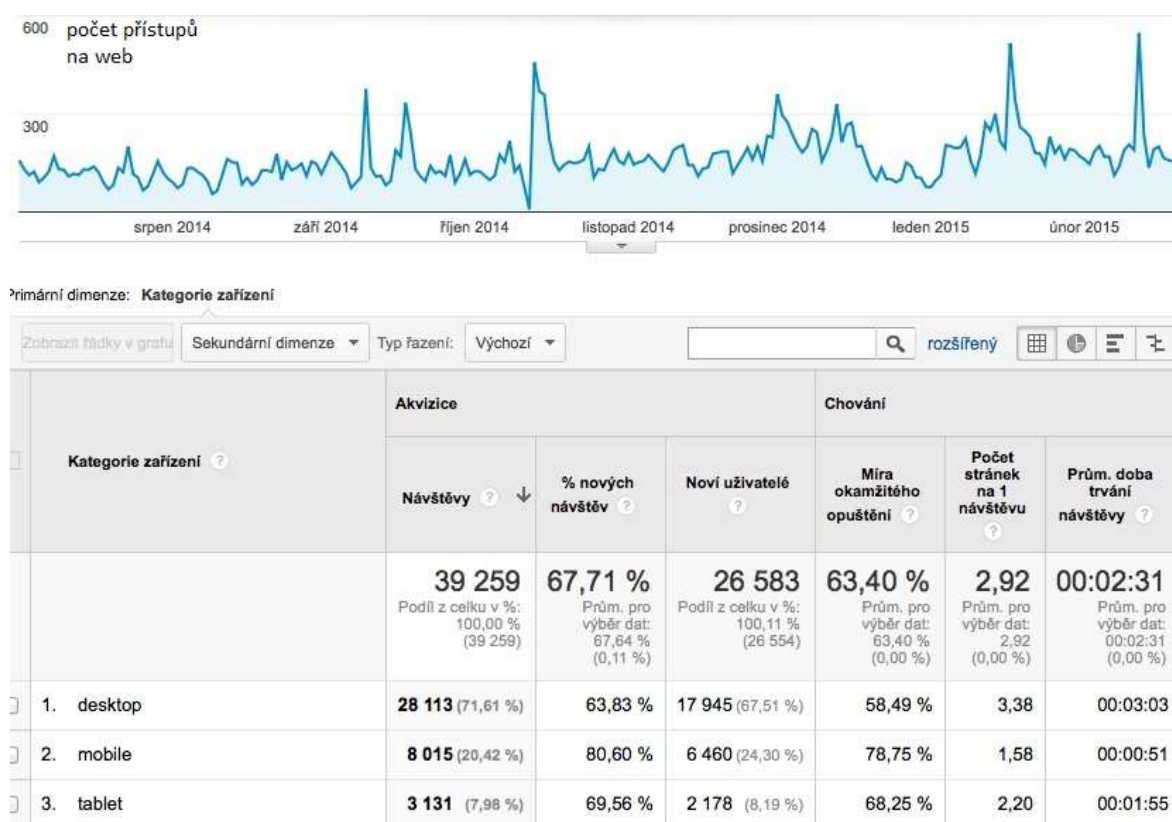 600
počet přístupů
na web
300
srpen 2014 září 2014 říjen 2014 listopad 2014 prosinec 2014 leden 2015 únor 2015
Primární dimenze: Kategorie zařízení
Zobrazit řádky v grafu Sekundární dimenze Typ řazení: Výchozí rozšířený
Kategorie zařízení ?
Akvizice
Chování
Návštěvy ?
% nových
návštěv ?
Noví uživatelé
?
Míra
okamžitého
opuštění ?
Počet
stránek
na 1
návštěvu
?
Prům. doba
trvání
návštěvy ?
39 259
Podíl z celku v %:
100,00 %
(39 259)
67,71 %
Prům. pro
výběr dat:
67,64 %
(0,11 %)
26 583
Podíl z celku v %:
100,11 %
(26 554)
63,40 %
Prům. pro
výběr dat:
63,40 %
(0,00 %)
2,92
Prům. pro
výběr dat:
2,92
(0,00 %)
00:02:31
Prům. pro
výběr dat:
00:02:31
(0,00 %)
1. desktop 28 113 (71,61 %) 63,83 % 17 945 (67,51 %) 58,49 % 3,38 00:03:03
2. mobile 8 015 (20,42 %) 80,60 % 6 460 (24,30 %) 78,75 % 1,58 00:00:51
3. tablet 3 131 (7,98 %) 69,56 % 2 178 (8,19 %) 68,25 % 2,20 00:01:55